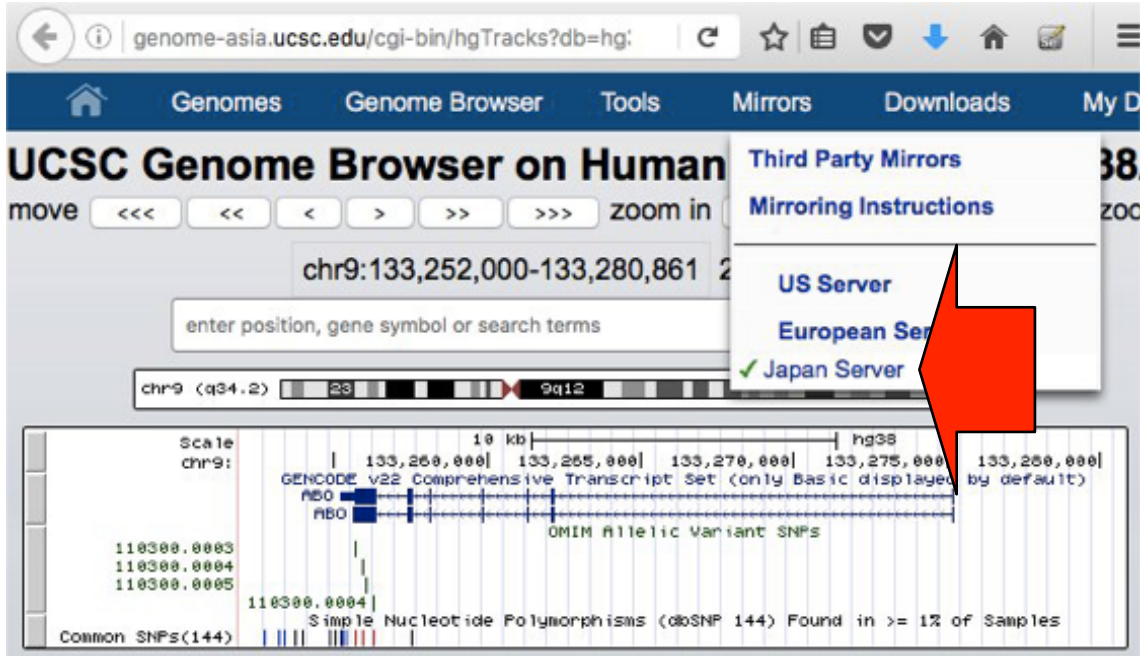 genome-asia.ucsc.edu/cgi-bin/hgTracks?db=hg
Genomes Genome Browser Tools Mirrors Downloads My D
UCSC Genome Browser on Human
Third Party Mirrors
move <<< << < > >> >>> zoom in
Mirroring Instructions
chr9:133,252,000-133,280,861 2
US Server
enter position, gene symbol or search terms
European Ser
✓ Japan Server
chr9 (q34.2) 23 9q12
Scale 10 kb hg38
chr9: 133,260,000 133,265,000 133,270,000 133,275,000 133,280,000
GENCODE v22 Comprehensive Transcript Set (only Basic displayed by default)
ABO
ABO
OMIM Allelic Variant SNPs
110300.0003
110300.0004
110300.0005
110300.0004
Simple Nucleotide Polymorphisms (dbSNP 144) Found in >= 1% of Samples
Common SNPs(144)